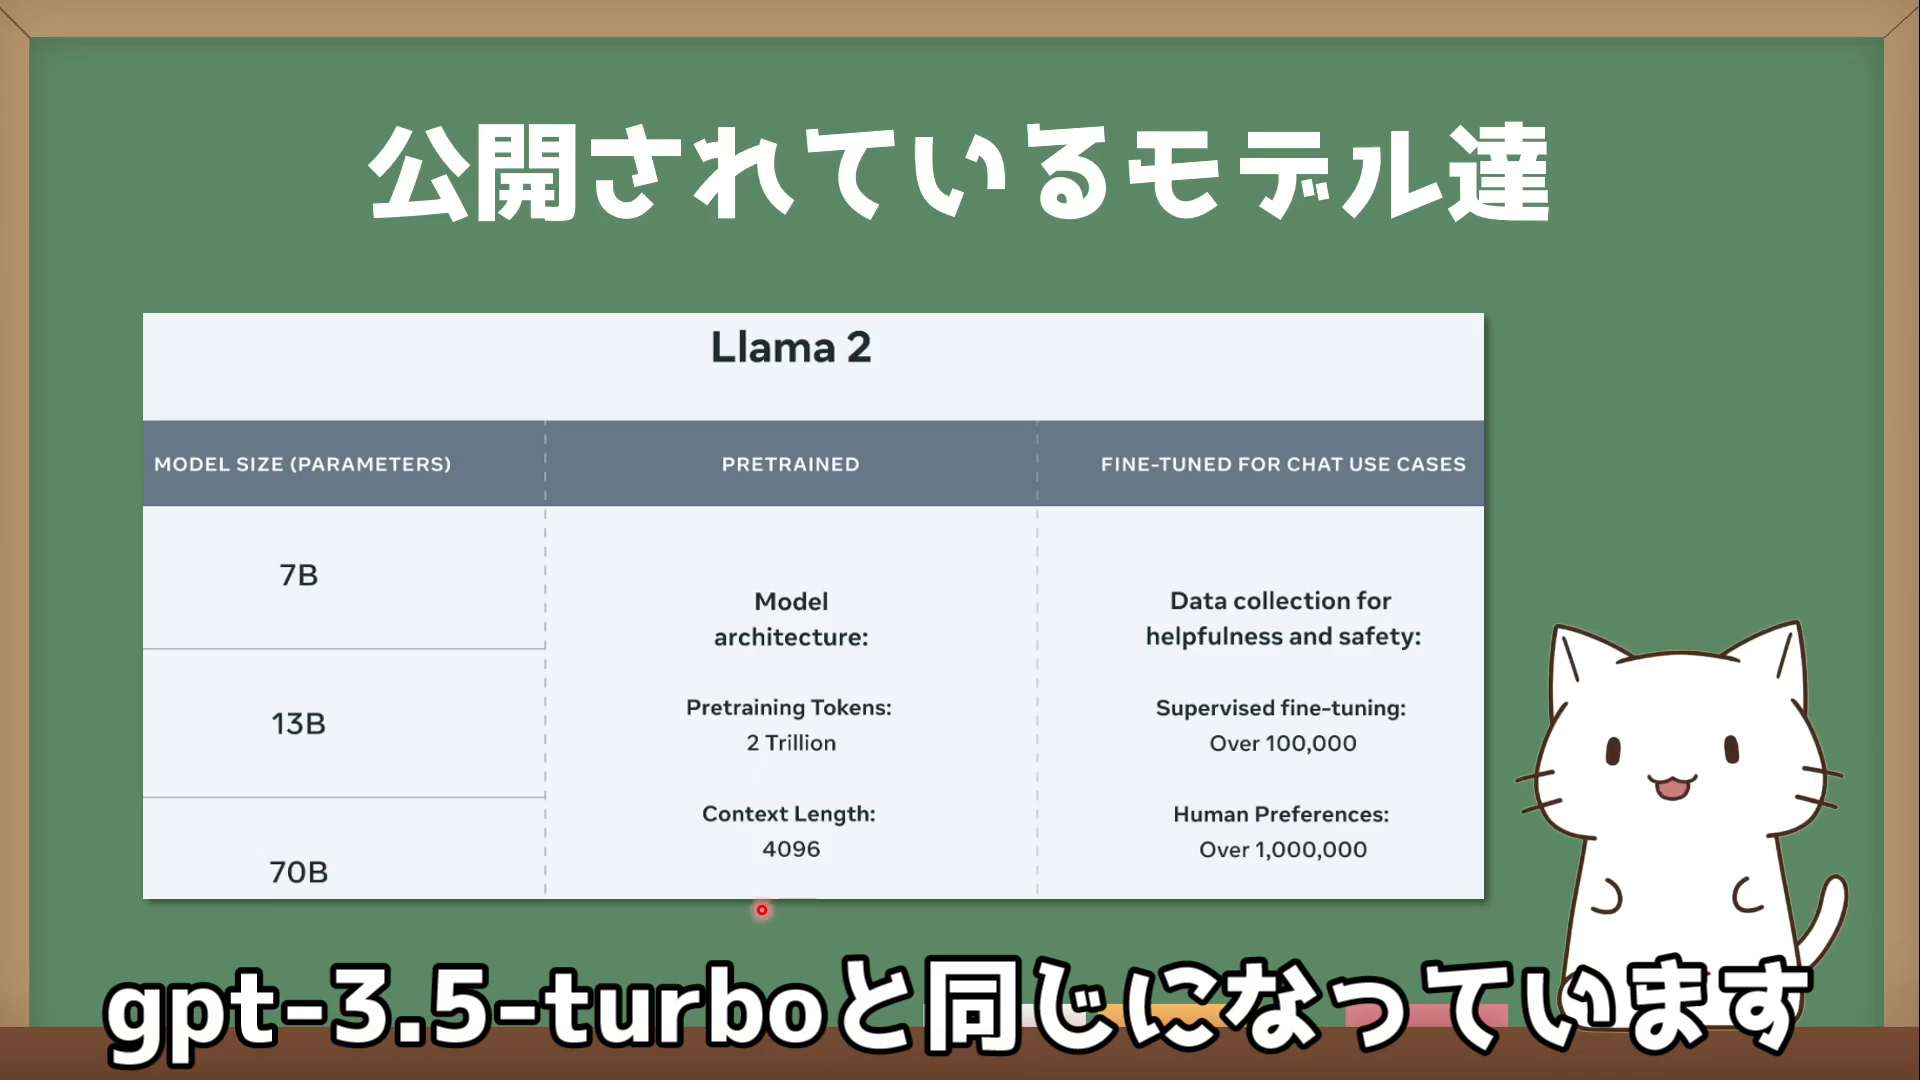 公開されているモデル達
Llama 2
MODEL SIZE (PARAMETERS)
PRETRAINED
FINE-TUNED FOR CHAT USE CASES
7B
13B
70B
Model
architecture:
Pretraining Tokens:
2 Trillion
Context Length:
4096
Data collection for
helpfulness and safety:
Supervised fine-tuning:
Over 100,000
Human Preferences:
Over 1,000,000
gpt-3.5-turboと同じになっています